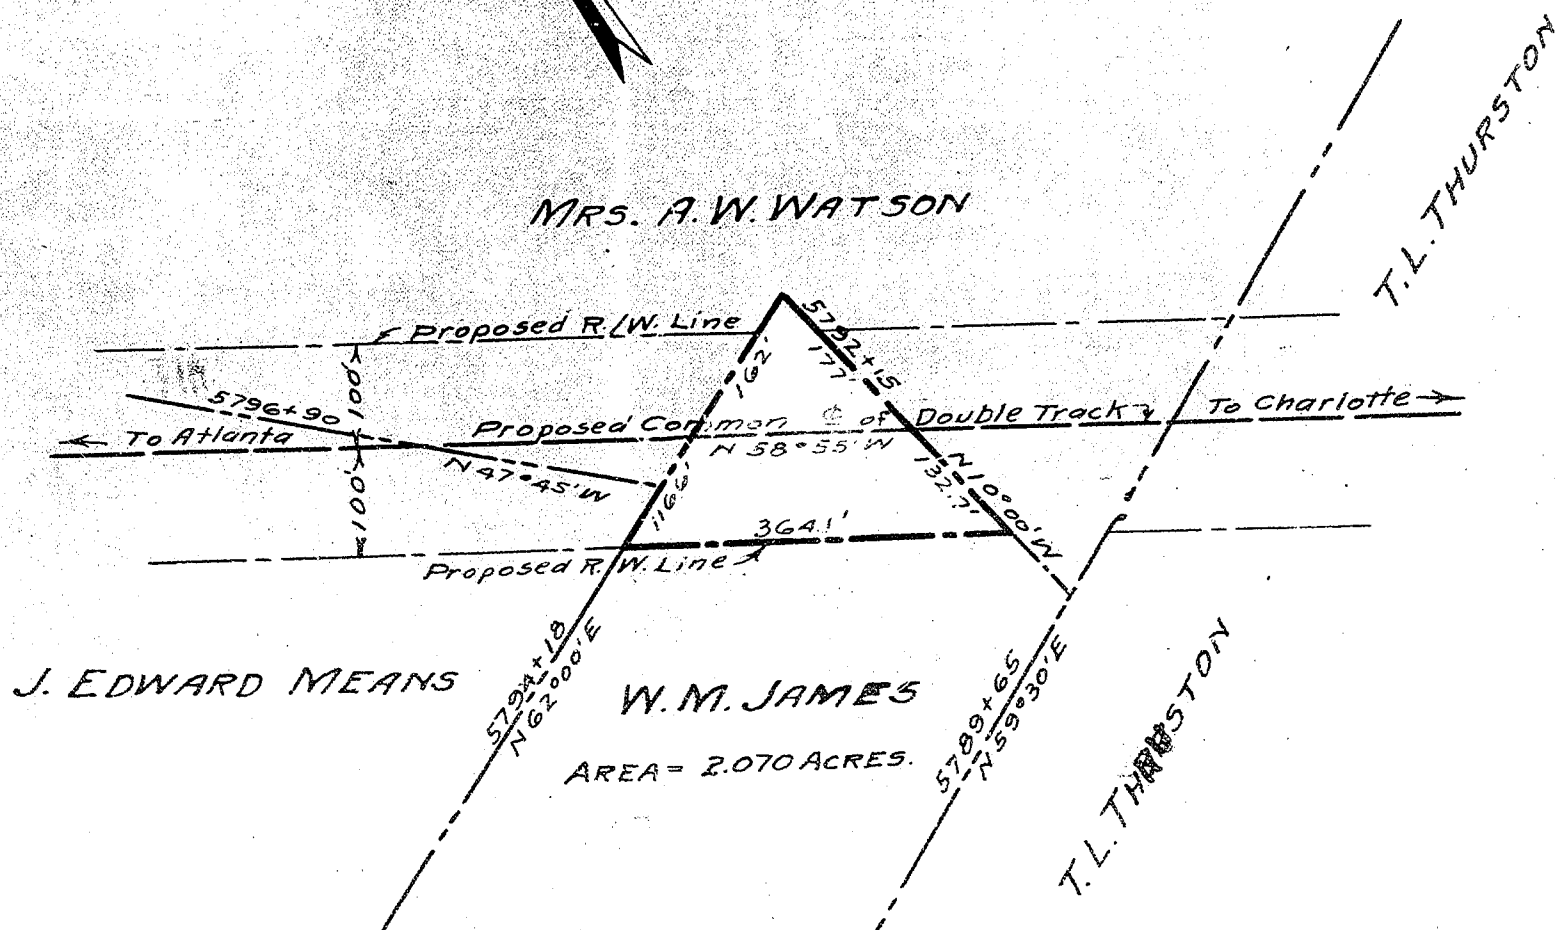 MRS. A. W. WATSON
T. L. THURSTON
Proposed R./W. Line
5792+15
177'
162'
100'
5796+90
To Atlanta
Proposed Common ℄ of Double Track
To Charlotte
N 58°55' W
N 47°45' W
116.6'
132.7'
N 10°00' W
100'
364.1'
Proposed R. W. Line
J. EDWARD MEANS
5794+18
N 62°00' E
W. M. JAMES
AREA = 2.070 ACRES.
5789+65
N 59°30' E
T. L. THURSTON